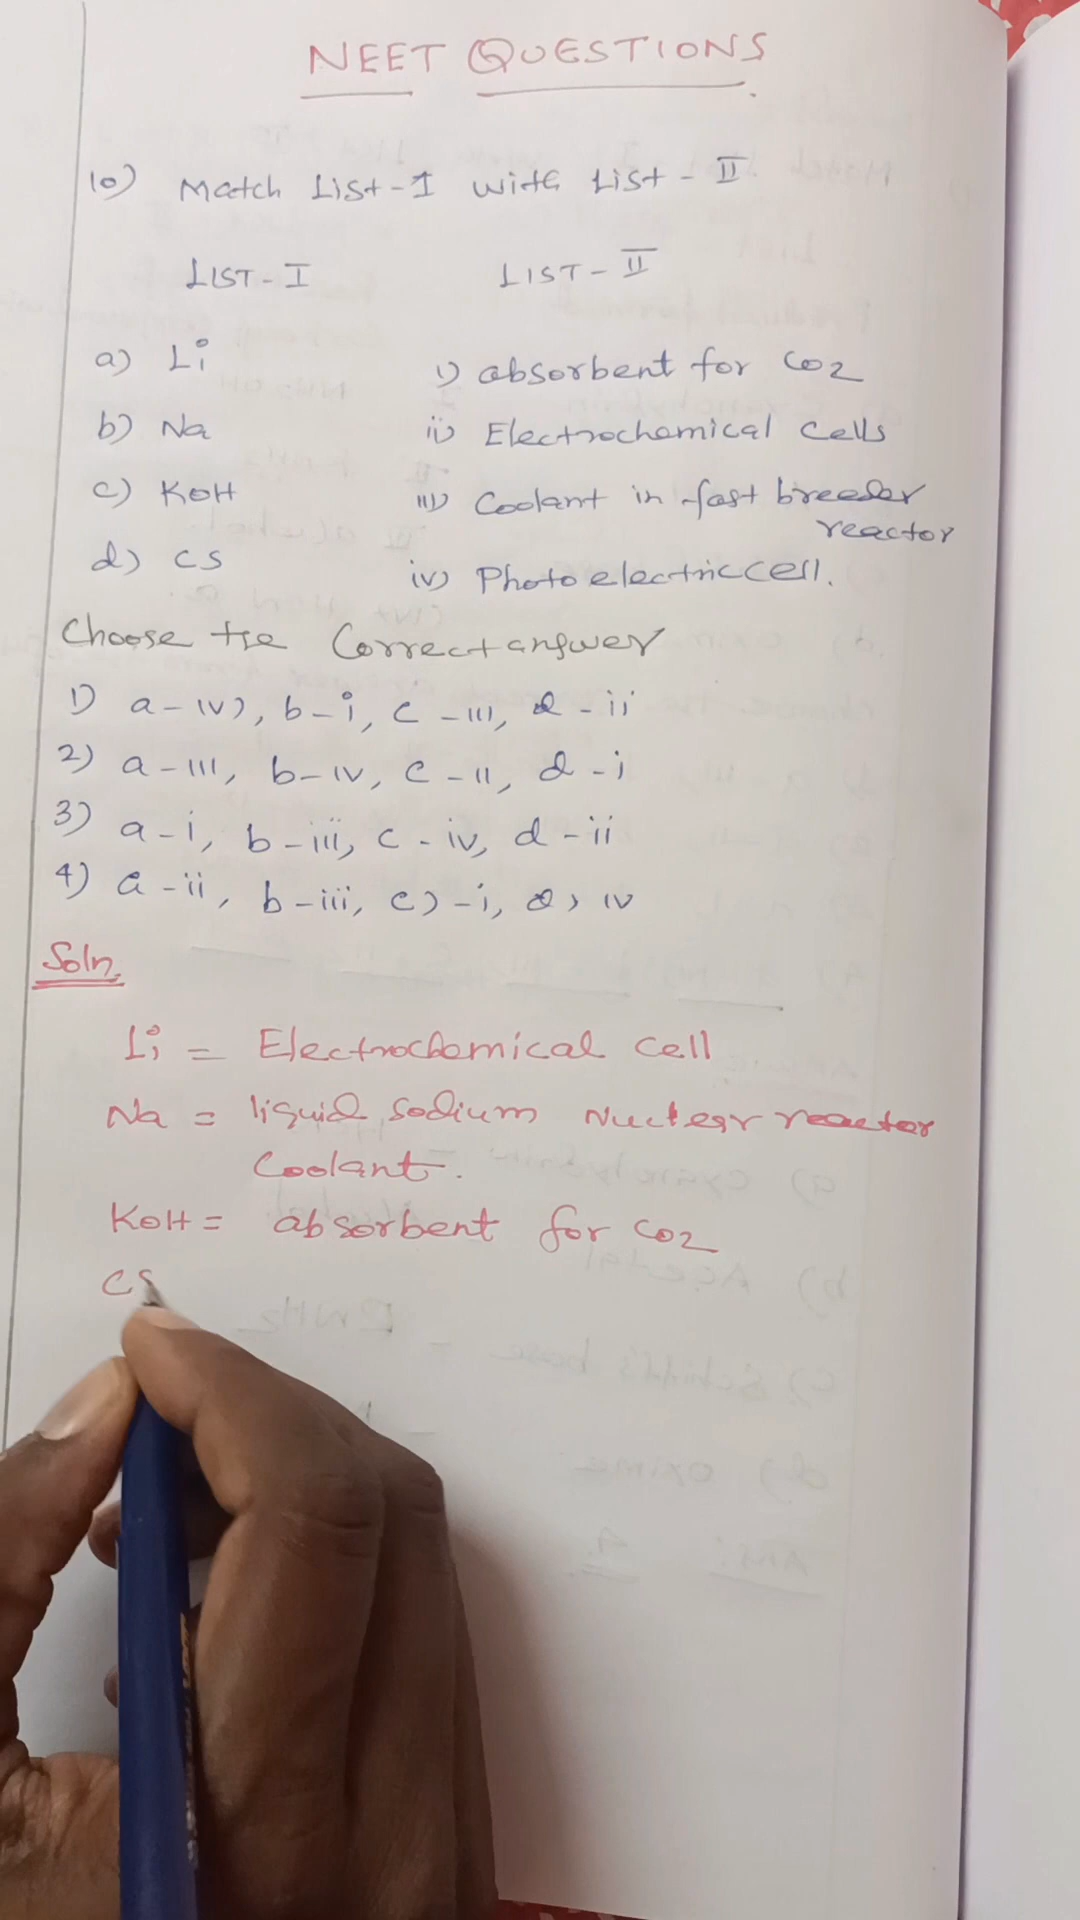 NEET QUESTIONS
10) Match List-I with List-II
LIST-I LIST-II
a) Li i) absorbent for CO2
b) Na ii) Electrochemical cells
c) KOH iii) Coolant in fast breeder
reactor
d) CS iv) Photo electric cell.
Choose the Correct answer
1) a-iv), b-i, c-iii, d-ii
2) a-iii, b-iv, c-ii, d-i
3) a-i, b-iii, c-iv, d-ii
4) a-ii, b-iii, c)-i, d) iv
Soln.
Li = Electrochemical cell
Na = liquid sodium Nuclear reactor
Coolant.
KOH = absorbent for CO2
CS